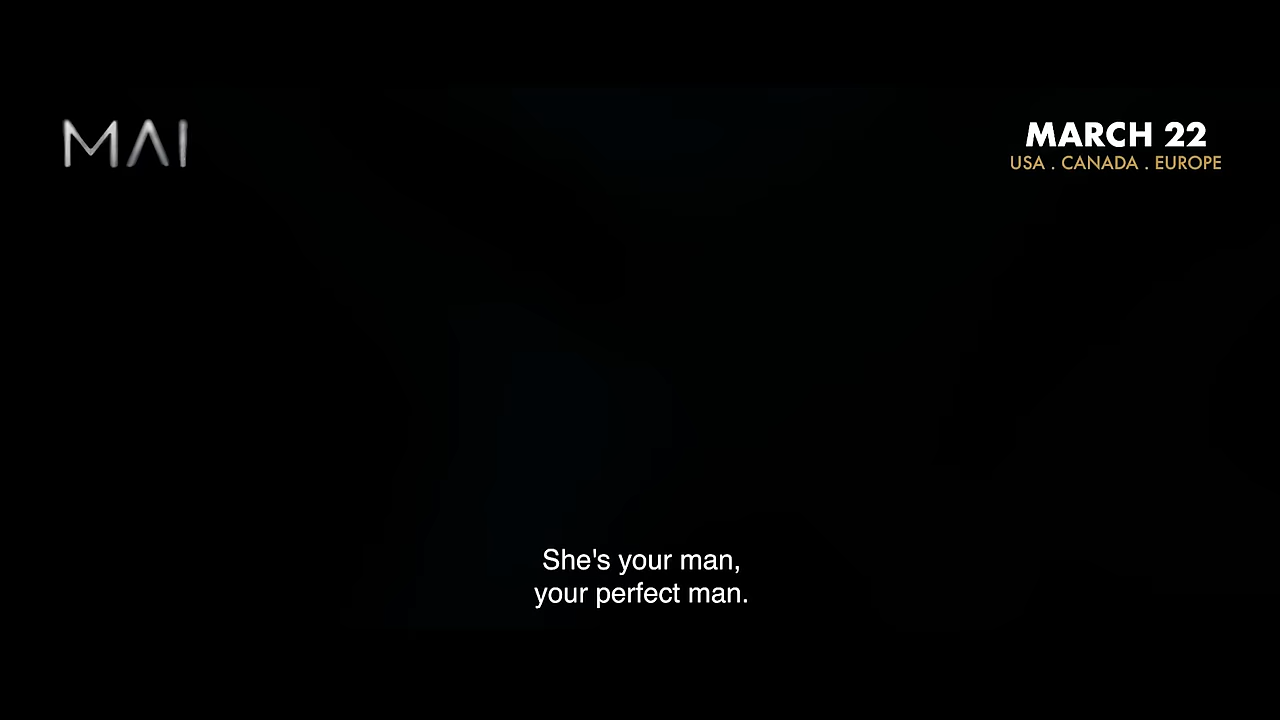 MAI
MARCH 22
USA . CANADA . EUROPE
She's your man,
your perfect man.